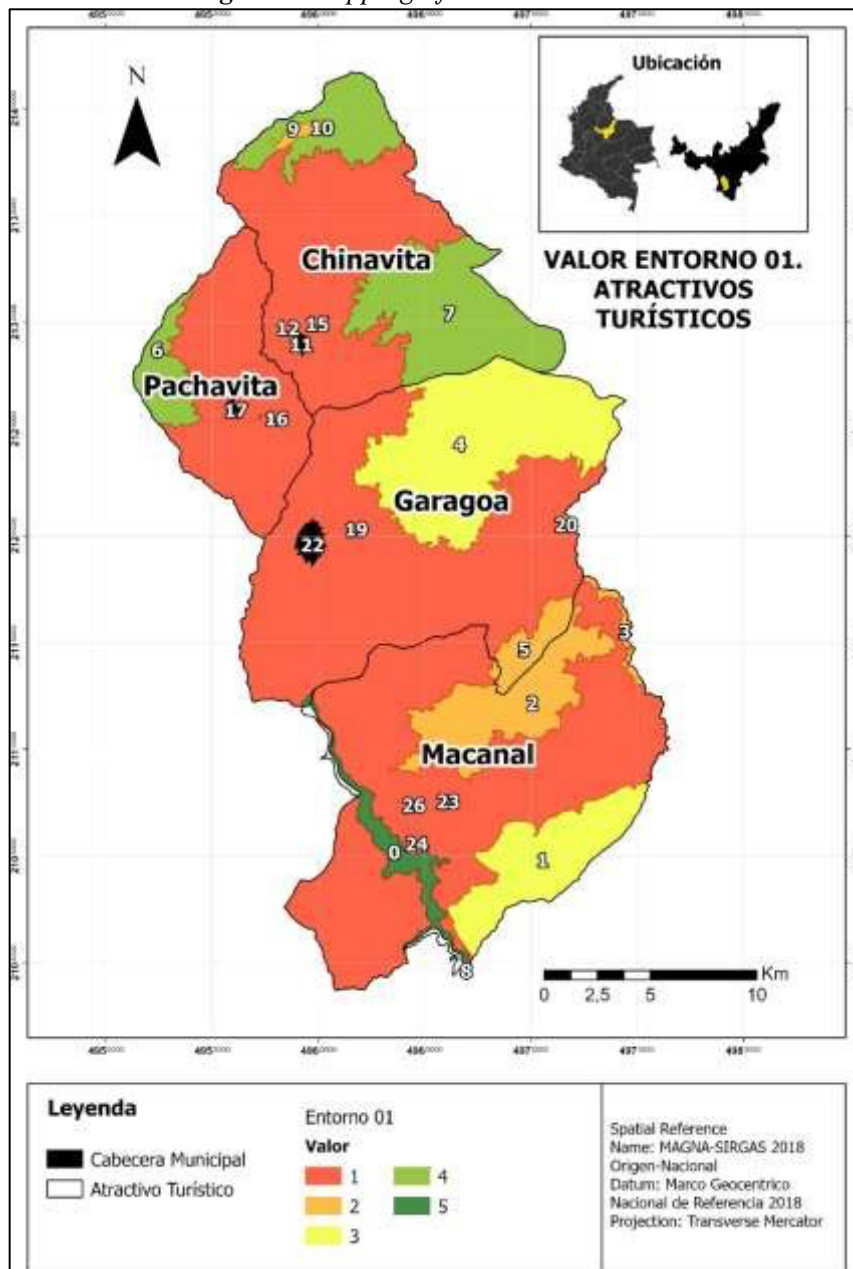 N
Ubicación
VALOR ENTORNO 01.
ATRACTIVOS
TURÍSTICOS
9 10
Chinavita
7
12 15
11
6
Pachavita
17 16
4
Garagoa
19
20
22
3
5
2
Macanal
26 23
24
0
1
8
Km
0 2,5 5 10
Leyenda
Cabecera Municipal
Atractivo Turístico
Entorno 01
Valor
1 4
2 5
3
Spatial Reference
Name: MAGNA-SIRGAS 2018
Origen-Nacional
Datum: Marco Geocentrico
Nacional de Referencia 2018
Projection: Transverse Mercator